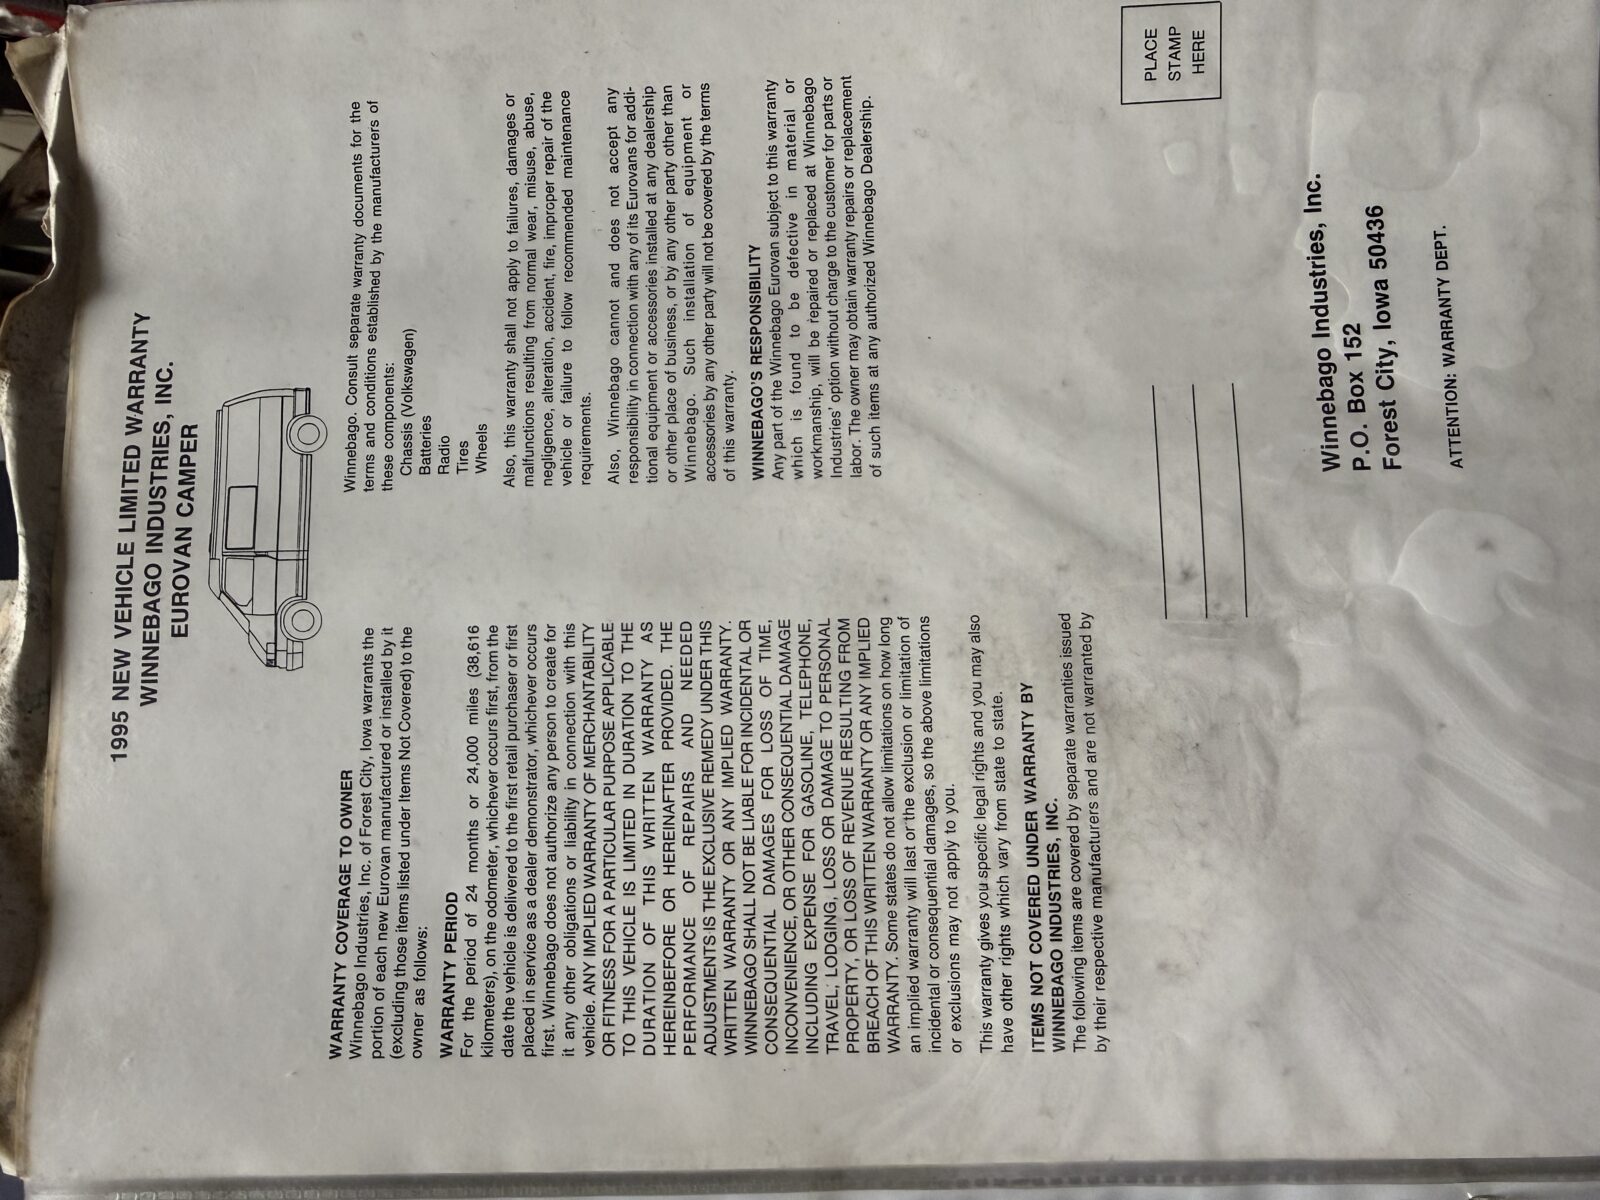 1995 NEW VEHICLE LIMITED WARRANTY
WINNEBAGO INDUSTRIES, INC.
EUROVAN CAMPER
WARRANTY COVERAGE TO OWNER
Winnebago Industries, Inc. of Forest City, Iowa warrants the
portion of each new Eurovan manufactured or installed by it
(excluding those items listed under Items Not Covered) to the
owner as follows:
WARRANTY PERIOD
For the period of 24 months or 24,000 miles (38,616
kilometers), on the odometer, whichever occurs first, from the
date the vehicle is delivered to the first retail purchaser or first
placed in service as a dealer demonstrator, whichever occurs
first. Winnebago does not authorize any person to create for
it any other obligations or liability in connection with this
vehicle. ANY IMPLIED WARRANTY OF MERCHANTABILITY
OR FITNESS FOR A PARTICULAR PURPOSE APPLICABLE
TO THIS VEHICLE IS LIMITED IN DURATION TO THE
DURATION OF THIS WRITTEN WARRANTY AS
HEREINBEFORE OR HEREINAFTER PROVIDED. THE
PERFORMANCE OF REPAIRS AND NEEDED
ADJUSTMENTS IS THE EXCLUSIVE REMEDY UNDER THIS
WRITTEN WARRANTY OR ANY IMPLIED WARRANTY.
WINNEBAGO SHALL NOT BE LIABLE FOR INCIDENTAL OR
CONSEQUENTIAL DAMAGES FOR LOSS OF TIME,
INCONVENIENCE, OR OTHER CONSEQUENTIAL DAMAGE
INCLUDING EXPENSE FOR GASOLINE, TELEPHONE,
TRAVEL, LODGING, LOSS OR DAMAGE TO PERSONAL
PROPERTY, OR LOSS OF REVENUE RESULTING FROM
BREACH OF THIS WRITTEN WARRANTY OR ANY IMPLIED
WARRANTY. Some states do not allow limitations on how long
an implied warranty will last or the exclusion or limitation of
incidental or consequential damages, so the above limitations
or exclusions may not apply to you.
This warranty gives you specific legal rights and you may also
have other rights which vary from state to state.
ITEMS NOT COVERED UNDER WARRANTY BY
WINNEBAGO INDUSTRIES, INC.
The following items are covered by separate warranties issued
by their respective manufacturers and are not warranted by
Winnebago. Consult separate warranty documents for the
terms and conditions established by the manufacturers of
these components:
Chassis (Volkswagen)
Batteries
Radio
Tires
Wheels
Also, this warranty shall not apply to failures, damages or
malfunctions resulting from normal wear, misuse, abuse,
negligence, alteration, accident, fire, improper repair of the
vehicle or failure to follow recommended maintenance
requirements.
Also, Winnebago cannot and does not accept any
responsibility in connection with any of its Eurovans for addi-
tional equipment or accessories installed at any dealership
or other place of business, or by any other party other than
Winnebago. Such installation of equipment or
accessories by any other party will not be covered by the terms
of this warranty.
WINNEBAGO'S RESPONSIBILITY
Any part of the Winnebago Eurovan subject to this warranty
which is found to be defective in material or
workmanship, will be repaired or replaced at Winnebago
Industries' option without charge to the customer for parts or
labor. The owner may obtain warranty repairs or replacement
of such items at any authorized Winnebago Dealership.
PLACE
STAMP
HERE
Winnebago Industries, Inc.
P.O. Box 152
Forest City, Iowa 50436
ATTENTION: WARRANTY DEPT.